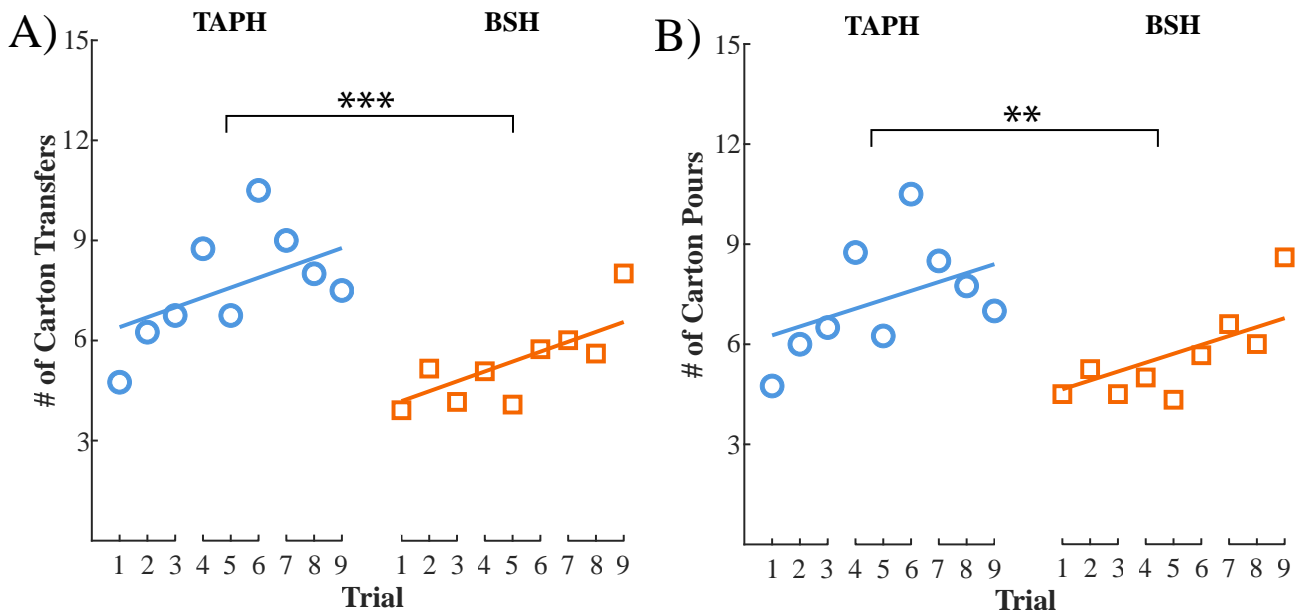 A)
TAPH BSH
***
# of Carton Transfers
15
12
9
6
3
1 2 3 4 5 6 7 8 9 1 2 3 4 5 6 7 8 9
Trial
B)
TAPH BSH
**
# of Carton Pours
15
12
9
6
3
1 2 3 4 5 6 7 8 9 1 2 3 4 5 6 7 8 9
Trial